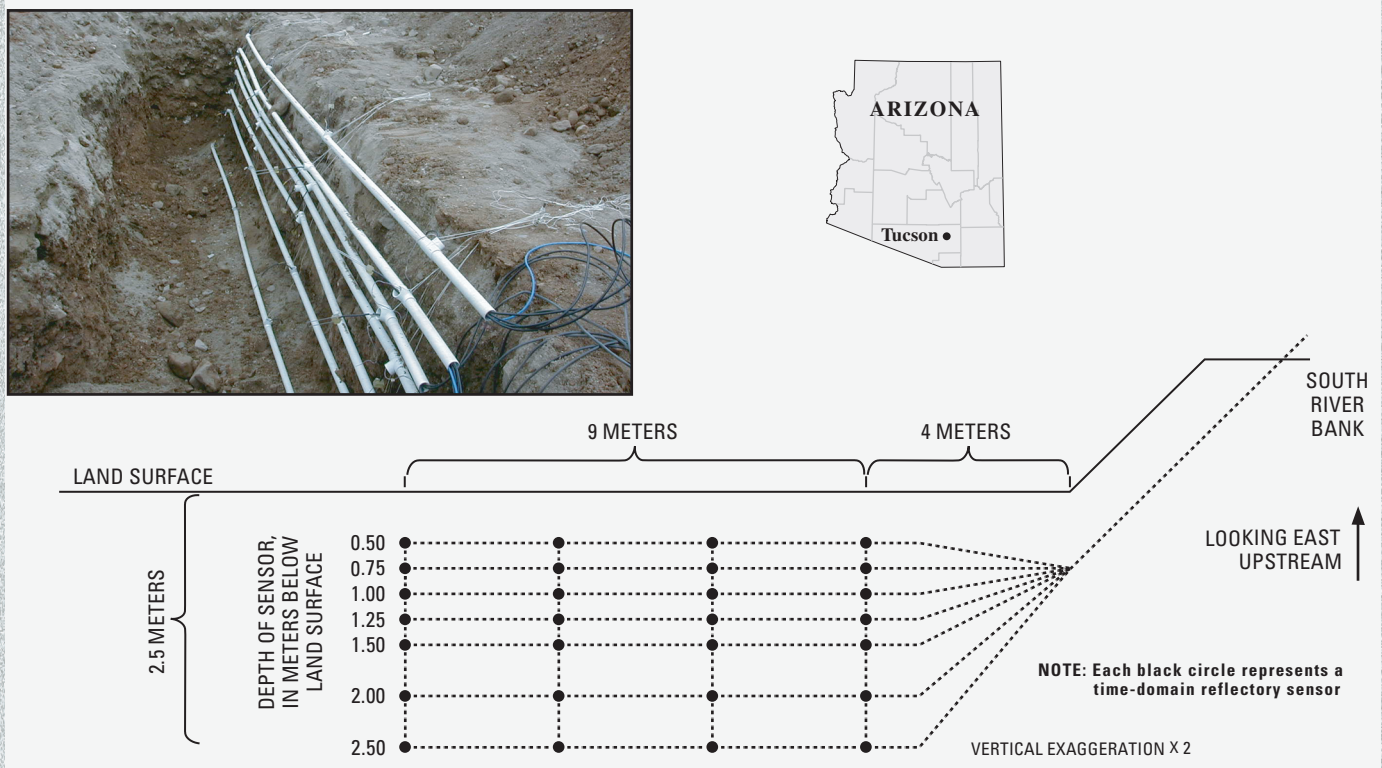 ARIZONA
Tucson
SOUTH
RIVER
BANK
9 METERS
4 METERS
LAND SURFACE
LOOKING EAST
UPSTREAM
2.5 METERS
DEPTH OF SENSOR,
IN METERS BELOW
LAND SURFACE
0.50
0.75
1.00
1.25
1.50
2.00
2.50
NOTE: Each black circle represents a
time-domain reflectory sensor
VERTICAL EXAGGERATION X 2